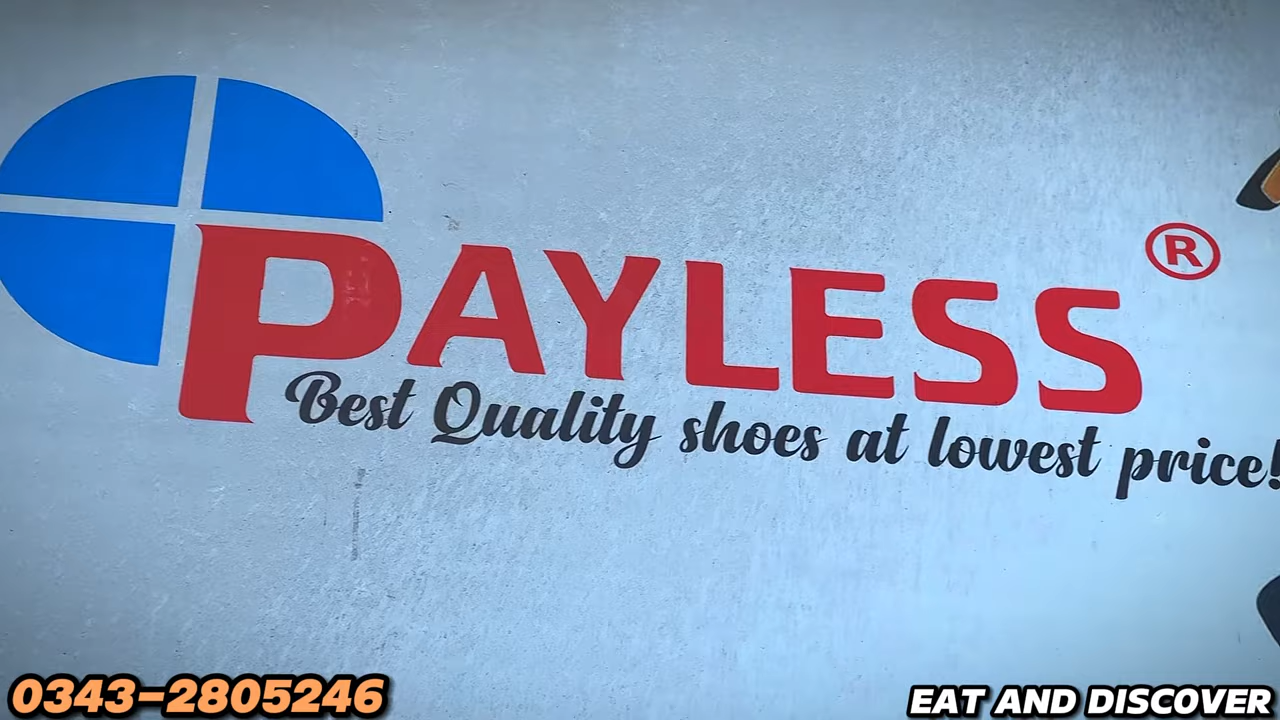 PAYLESS ®
Best Quality shoes at lowest price!
0343-2805246
EAT AND DISCOVER